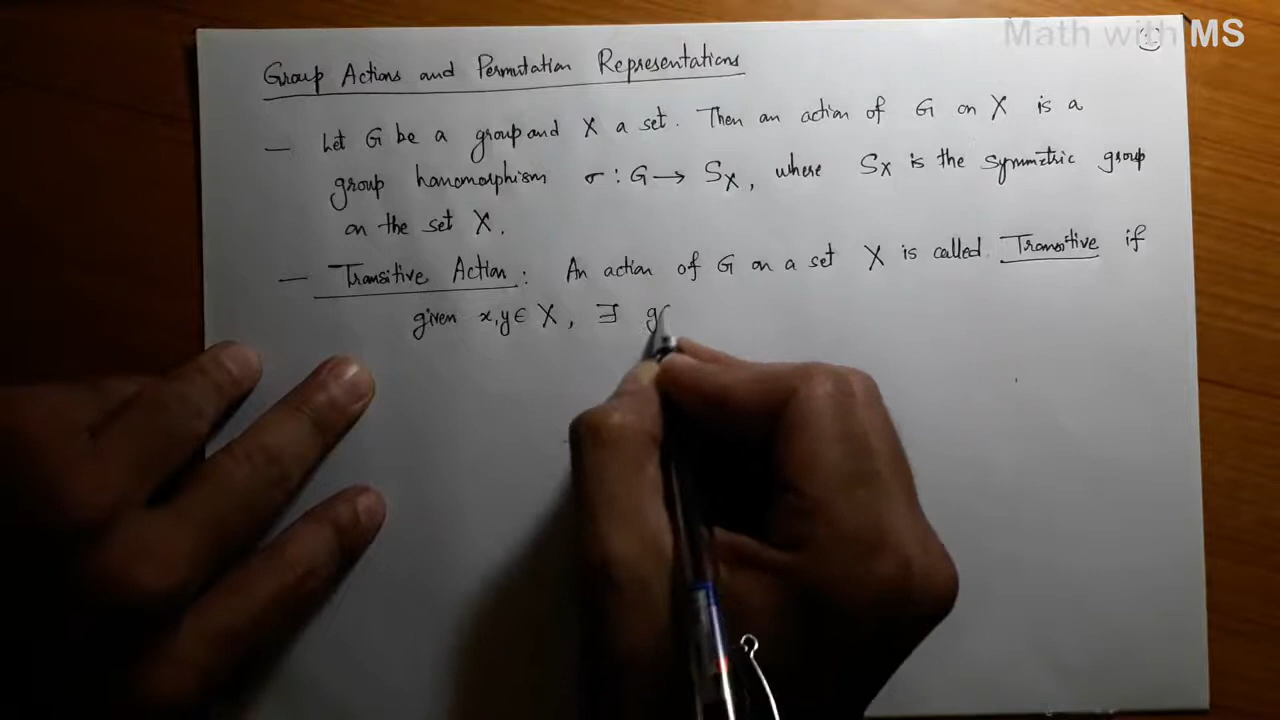 Math with MS
Group Actions and Permutation Representations
— Let G be a group and X a set. Then an action of G on X is a
group homomorphism σ : G → Sx, where Sx is the symmetric group
on the set X.
— Transitive Action : An action of G on a set X is called Transitive if
given x,y ∈ X, ∃ g